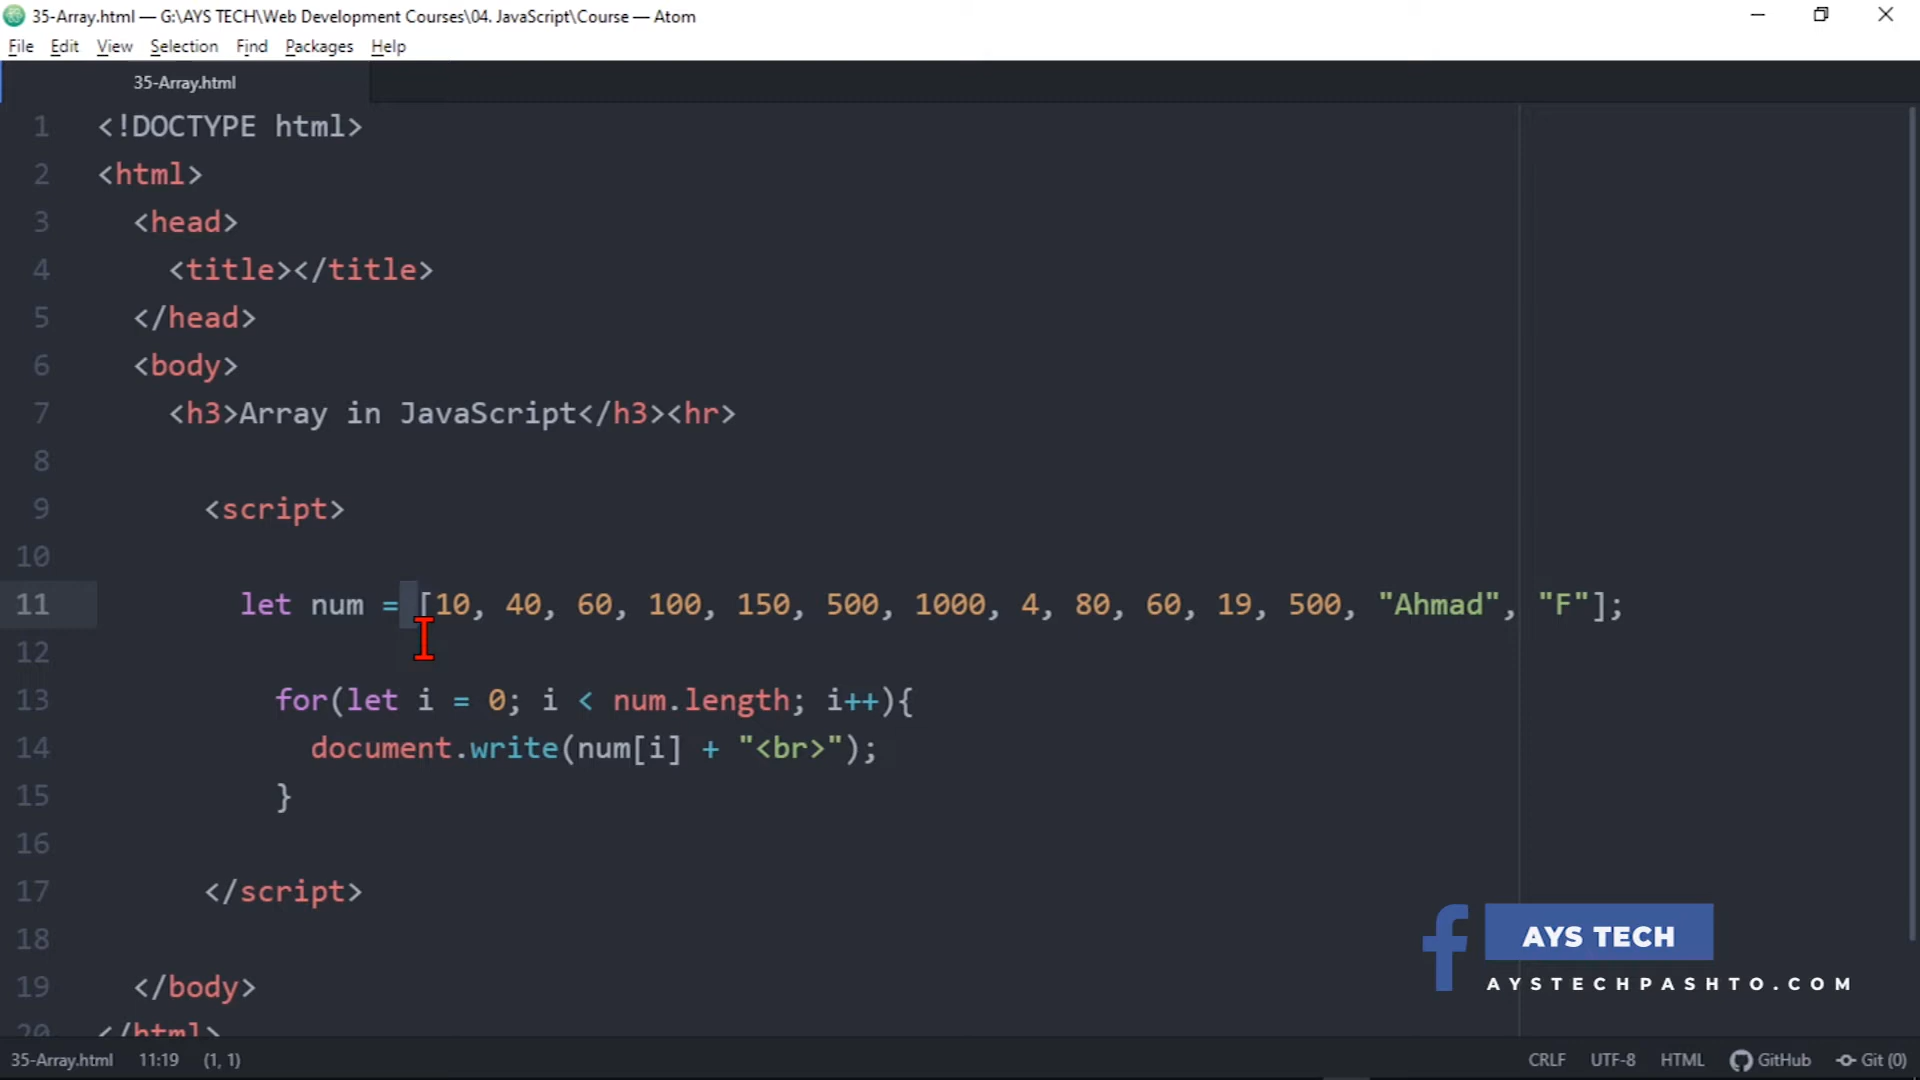 35-Array.html — G:\AYS TECH\Web Development Courses\04. JavaScript\Course — Atom
File Edit View Selection Find Packages Help
35-Array.html
1 <!DOCTYPE html>
2 <html>
3 <head>
4 <title></title>
5 </head>
6 <body>
7 <h3>Array in JavaScript</h3><hr>
8
9 <script>
10
11 let num = [10, 40, 60, 100, 150, 500, 1000, 4, 80, 60, 19, 500, "Ahmad", "F"];
12
13 for(let i = 0; i < num.length; i++){
14 document.write(num[i] + "<br>");
15 }
16
17 </script>
18
19 </body>
20 </html>
AYS TECH
AYSTECHPASHTO.COM
35-Array.html 11:19 (1, 1) CRLF UTF-8 HTML GitHub Git (0)